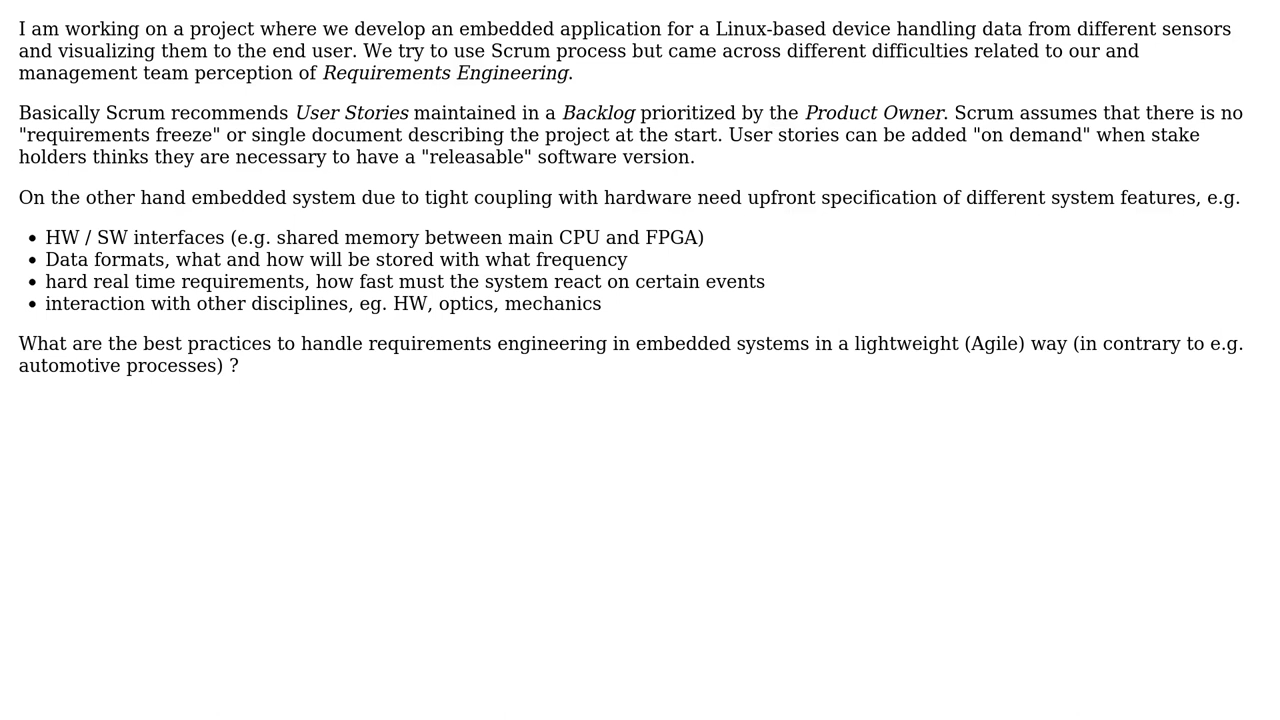 I am working on a project where we develop an embedded application for a Linux-based device handling data from different sensors
and visualizing them to the end user. We try to use Scrum process but came across different difficulties related to our and
management team perception of Requirements Engineering.
Basically Scrum recommends User Stories maintained in a Backlog prioritized by the Product Owner. Scrum assumes that there is no
"requirements freeze" or single document describing the project at the start. User stories can be added "on demand" when stake
holders thinks they are necessary to have a "releasable" software version.
On the other hand embedded system due to tight coupling with hardware need upfront specification of different system features, e.g.
• HW / SW interfaces (e.g. shared memory between main CPU and FPGA)
• Data formats, what and how will be stored with what frequency
• hard real time requirements, how fast must the system react on certain events
• interaction with other disciplines, eg. HW, optics, mechanics
What are the best practices to handle requirements engineering in embedded systems in a lightweight (Agile) way (in contrary to e.g.
automotive processes) ?